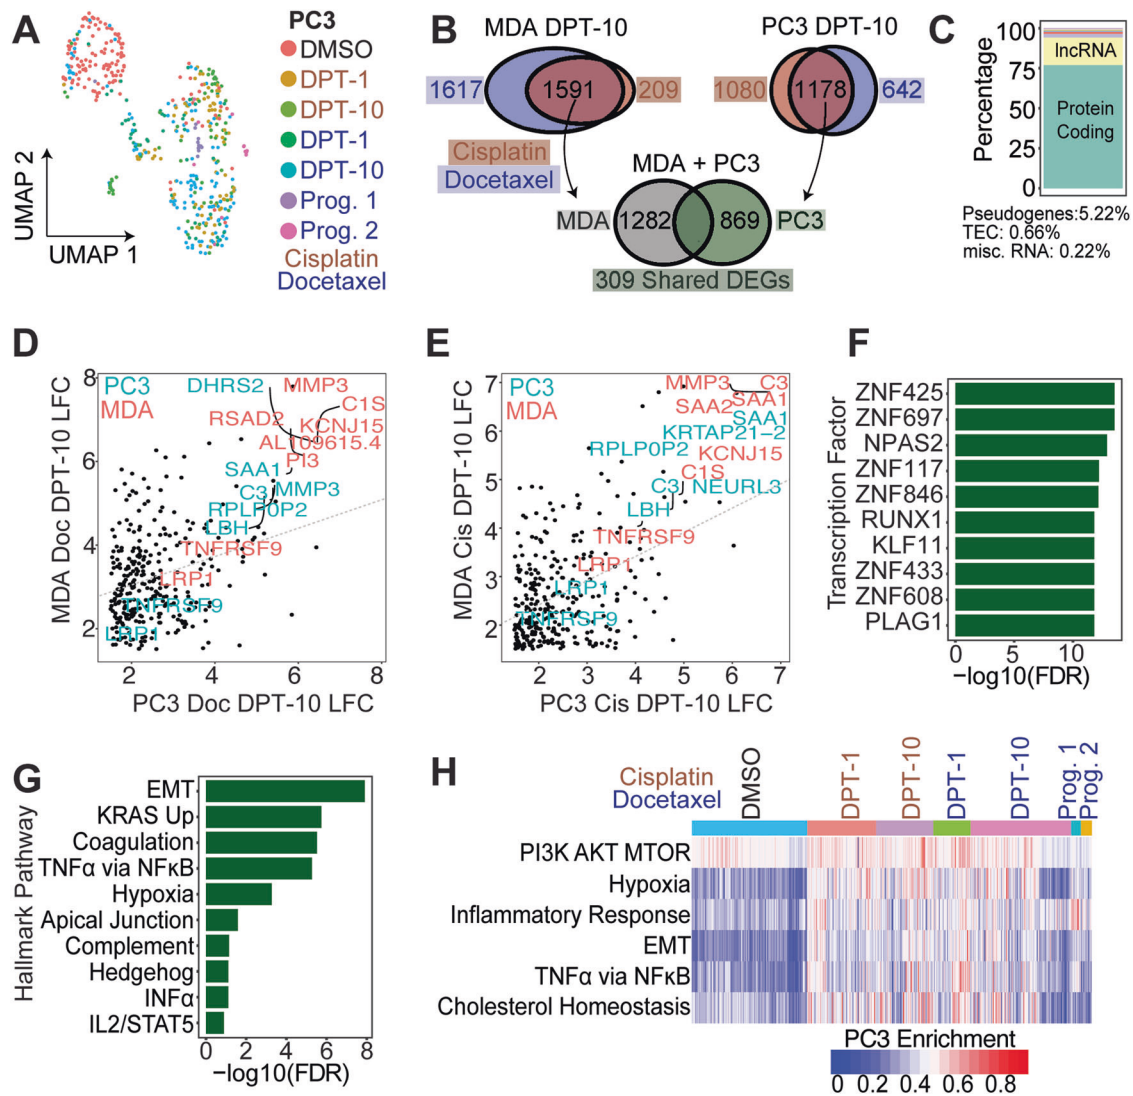 A
PC3
DMSO
DPT-1
DPT-10
DPT-1
DPT-10
Prog. 1
Prog. 2
Cisplatin
Docetaxel
UMAP 2
UMAP 1
B
MDA DPT-10
PC3 DPT-10
1617
1591
209
1080
1178
642
Cisplatin
Docetaxel
MDA + PC3
MDA
1282
869
PC3
309 Shared DEGs
C
Percentage
100
75
50
25
0
lncRNA
Protein
Coding
Pseudogenes:5.22%
TEC: 0.66%
misc. RNA: 0.22%
D
MDA Doc DPT-10 LFC
8
6
4
2
PC3
MDA
DHRS2
MMP3
C1S
RSAD2
KCNJ15
AL109615.4
PI3
SAA1
C3
MMP3
RPLP0P2
LBH
TNFRSF9
LRP1
TNFRSF9
LRP1
2
4
6
8
PC3 Doc DPT-10 LFC
E
MDA Cis DPT-10 LFC
7
6
5
4
3
2
PC3
MDA
MMP3
C3
SAA2
SAA1
SAA1
KRTAP21-2
RPLP0P2
KCNJ15
C1S
C3
NEURL3
LBH
TNFRSF9
LRP1
LRP1
TNFRSF9
2
3
4
5
6
7
PC3 Cis DPT-10 LFC
F
Transcription Factor
ZNF425
ZNF697
NPAS2
ZNF117
ZNF846
RUNX1
KLF11
ZNF433
ZNF608
PLAG1
0
5
10
−log10(FDR)
G
Hallmark Pathway
EMT
KRAS Up
Coagulation
TNFα via NFκB
Hypoxia
Apical Junction
Complement
Hedgehog
INFα
IL2/STAT5
0
2
4
6
8
−log10(FDR)
H
Cisplatin
Docetaxel
DMSO
DPT-1
DPT-10
DPT-1
DPT-10
Prog. 1
Prog. 2
PI3K AKT MTOR
Hypoxia
Inflammatory Response
EMT
TNFα via NFκB
Cholesterol Homeostasis
PC3 Enrichment
0
0.2
0.4
0.6
0.8